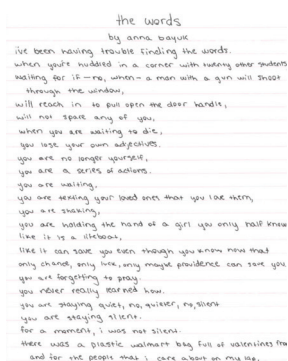 the words
by anna bayuk
ive been having trouble finding the words.
when you're huddled in a corner with twenty other students
waiting for if – no, when – a man with a gun will shoot
through the window,
will reach in to pull open the door handle,
will not spare any of you,
when you are waiting to die,
you lose your own adjectives.
you are no longer yourself,
you are a series of actions.
you are waiting,
you are texting your loved ones that you love them,
you are shaking,
you are holding the hand of a girl you only half know
like it is a lifeboat,
like it can save you even though you know now that
only chance, only luck, only maybe providence can save you
you are forgetting to pray.
you never really learned how.
you are staying quiet, no, quieter, no, silent
you are staying silent.
for a moment, i was not silent.
there was a plastic walmart bag full of valentines from
and for the people that i care about on my lap,